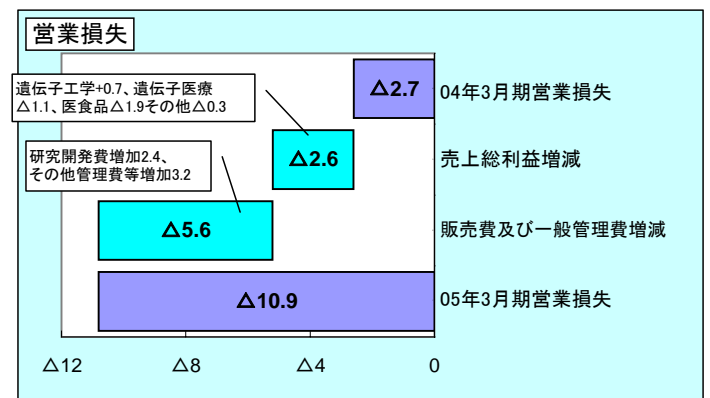 営業損失
遺伝子工学+0.7、遺伝子医療
△1.1、医食品△1.9その他△0.3
△2.7
04年3月期営業損失
研究開発費増加2.4、
その他管理費等増加3.2
△2.6
売上総利益増減
△5.6
販売費及び一般管理費増減
△10.9
05年3月期営業損失
△12
△8
△4
0